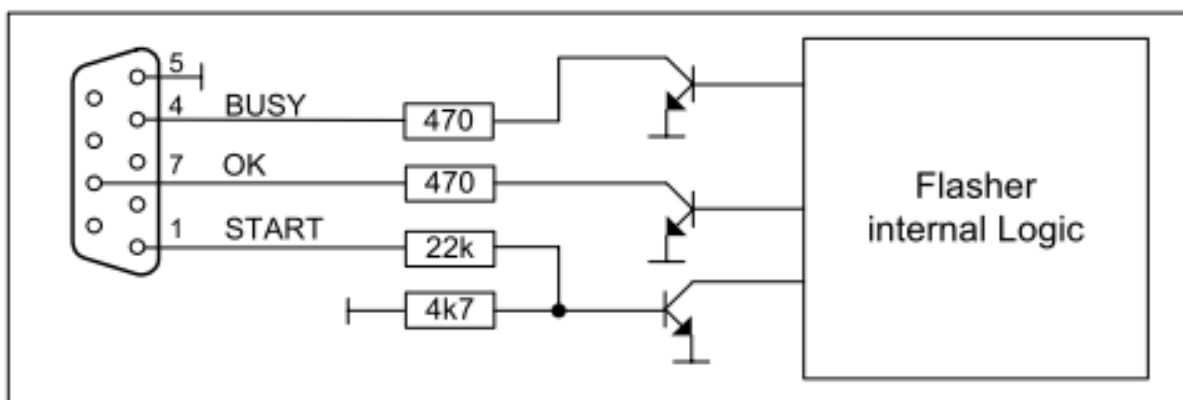 5
4 BUSY 470
7 OK 470
1 START 22k
4k7
Flasher
internal Logic